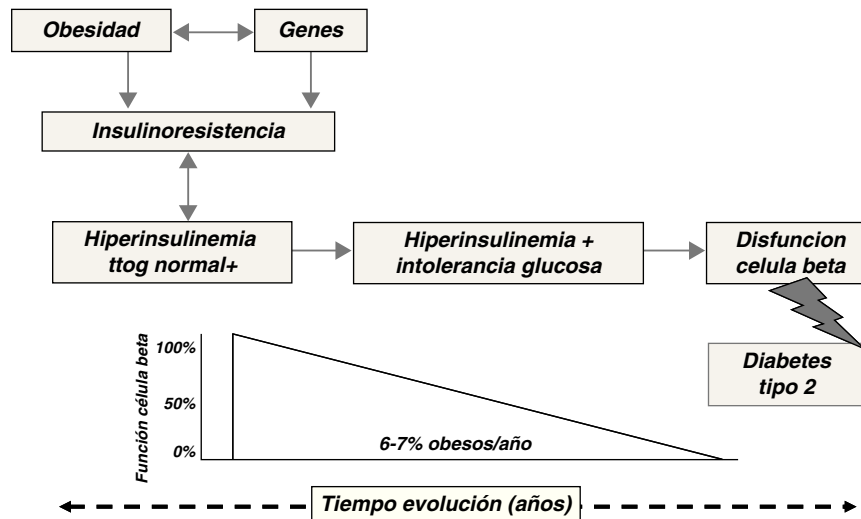 Obesidad
Genes
Insulinoresistencia
Hiperinsulinemia
ttog normal+
Hiperinsulinemia +
intolerancia glucosa
Disfuncion
celula beta
Diabetes
tipo 2
Función célula beta
100%
50%
0%
6-7% obesos/año
Tiempo evolución (años)